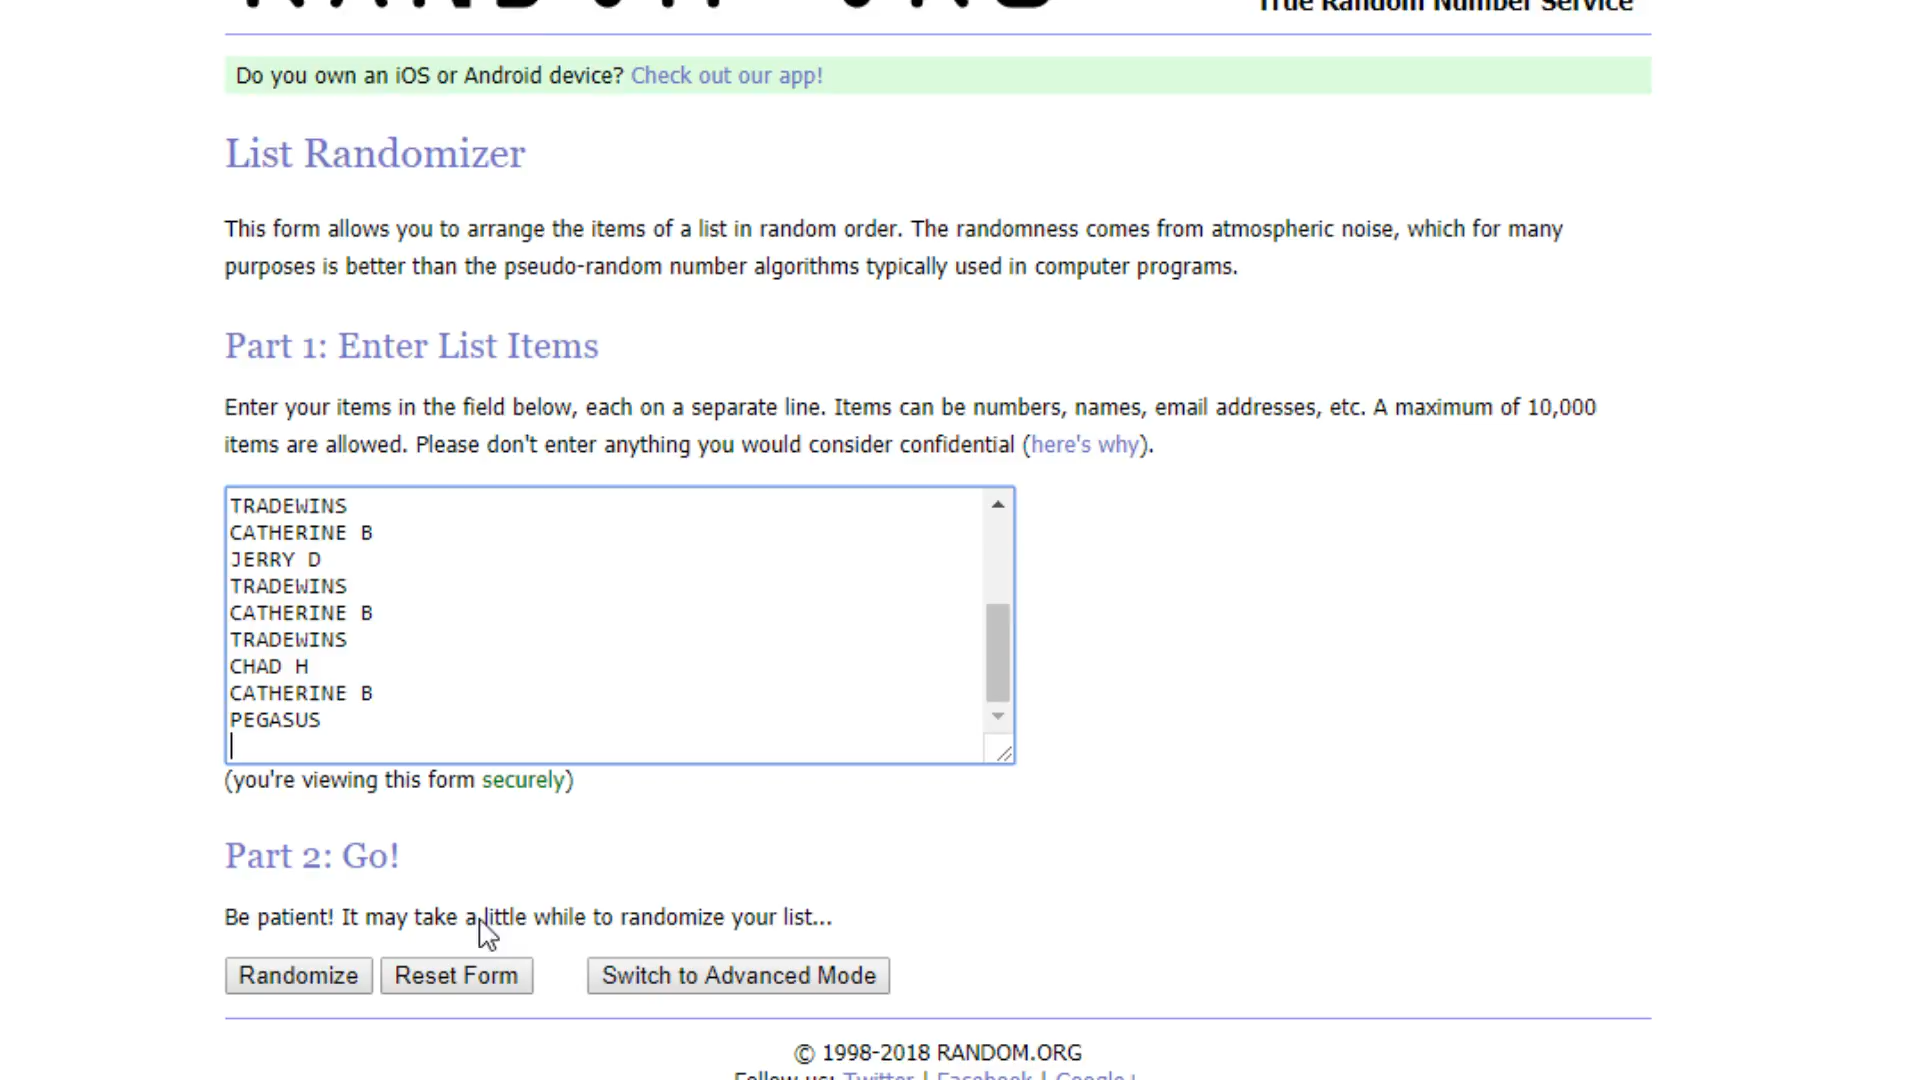 RANDOM.ORG
True Random Number Service
Do you own an iOS or Android device? Check out our app!
List Randomizer
This form allows you to arrange the items of a list in random order. The randomness comes from atmospheric noise, which for many
purposes is better than the pseudo-random number algorithms typically used in computer programs.
Part 1: Enter List Items
Enter your items in the field below, each on a separate line. Items can be numbers, names, email addresses, etc. A maximum of 10,000
items are allowed. Please don't enter anything you would consider confidential (here's why).
TRADEWINS
CATHERINE B
JERRY D
TRADEWINS
CATHERINE B
TRADEWINS
CHAD H
CATHERINE B
PEGASUS
(you're viewing this form securely)
Part 2: Go!
Be patient! It may take a little while to randomize your list...
Randomize Reset Form Switch to Advanced Mode
© 1998-2018 RANDOM.ORG
Follow us: Twitter | Facebook | Google+